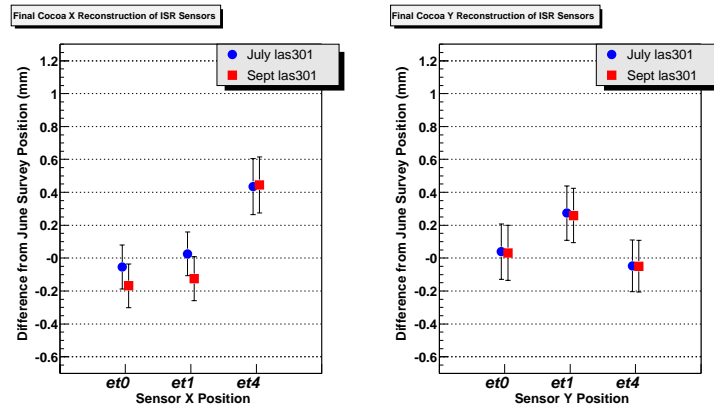 Final Cocoa X Reconstruction of ISR Sensors
July las301
Sept las301
Difference from June Survey Position (mm)
1.2
1
0.8
0.6
0.4
0.2
-0
-0.2
-0.4
-0.6
et0 et1 et4
Sensor X Position
Final Cocoa Y Reconstruction of ISR Sensors
July las301
Sept las301
Difference from June Survey Position (mm)
1.2
1
0.8
0.6
0.4
0.2
-0
-0.2
-0.4
-0.6
et0 et1 et4
Sensor Y Position